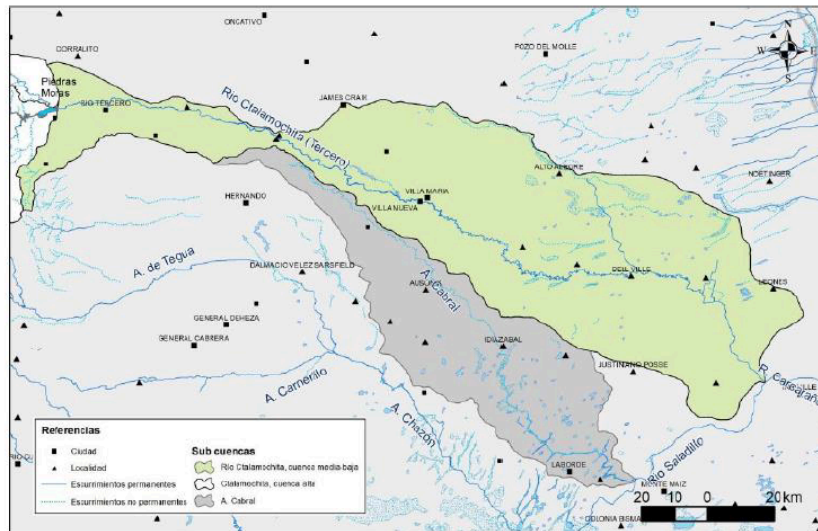 ONCATIVO
CORRALITO
POZO DEL MOLLE
N
W
E
S
Piedras
Moras
RIO TERCERO
JAMES CRAIK
Río Ctalamochita (Tercero)
ALTO ALEGRE
NOETINGER
HERNANDO
VILLA MARIA
VILLA NUEVA
A. de Tegua
DALMACIO VELEZ SARSFIELD
AUSONIA
A. Cabral
BELL VILLE
LEONES
GENERAL DEHEZA
GENERAL CABRERA
IDIAZABAL
JUSTINIANO POSSE
R. Carcarañá
A. Carnerillo
A. Chazón
LABORDE
Río Saladillo
MONTE MAIZ
COLONIA BISMA
Referencias
Ciudad
Localidad
Escurrimientos permanentes
Escurrimientos no permanentes
Sub cuencas
Río Ctalamochita, cuenca media-baja
Ctalamochita, cuenca alta
A. Cabral
20 10 0 20 km